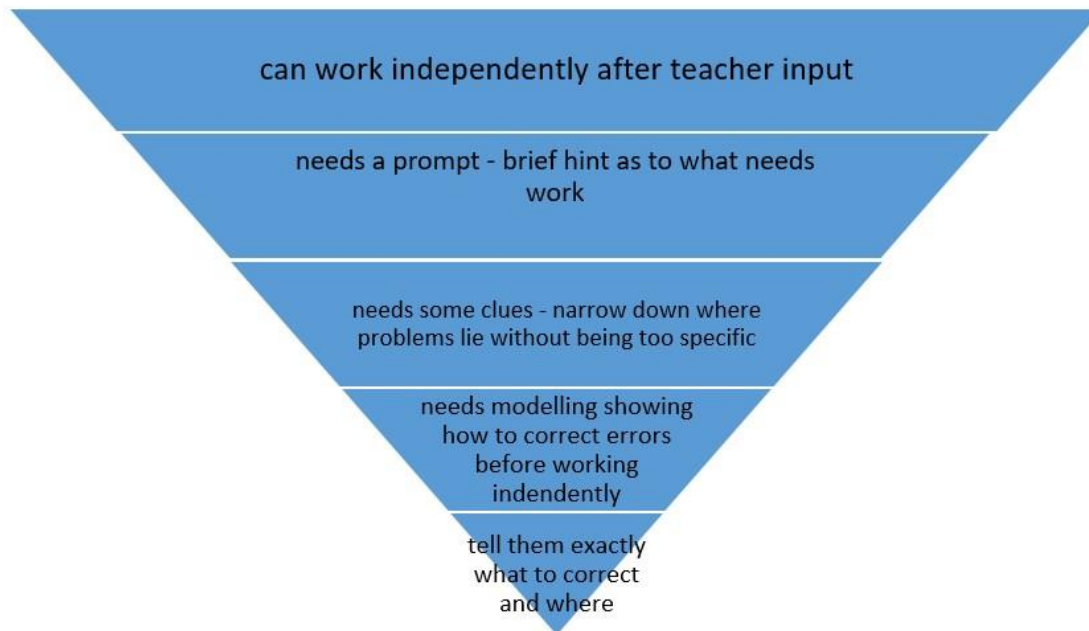 can work independently after teacher input
needs a prompt - brief hint as to what needs
work
needs some clues - narrow down where
problems lie without being too specific
needs modelling showing
how to correct errors
before working
indendently
tell them exactly
what to correct
and where